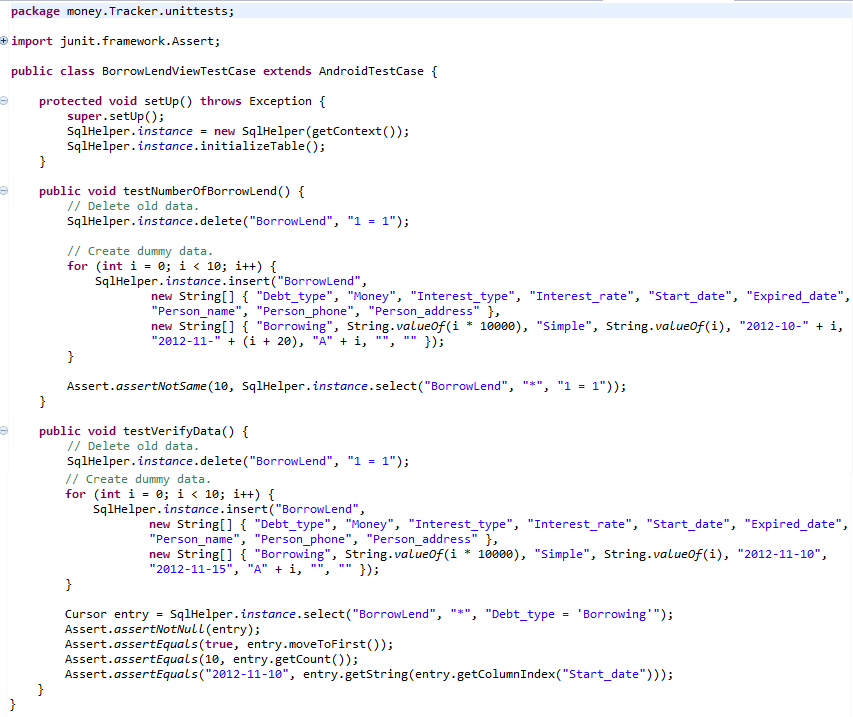 package money.Tracker.unittests;
import junit.framework.Assert;
public class BorrowLendViewTestCase extends AndroidTestCase {
protected void setUp() throws Exception {
super.setUp();
SqlHelper.instance = new SqlHelper(getContext());
SqlHelper.instance.initializeTable();
}
public void testNumberOfBorrowLend() {
// Delete old data.
SqlHelper.instance.delete("BorrowLend", "1 = 1");
// Create dummy data.
for (int i = 0; i < 10; i++) {
SqlHelper.instance.insert("BorrowLend",
new String[] { "Debt_type", "Money", "Interest_type", "Interest_rate", "Start_date", "Expired_date",
"Person_name", "Person_phone", "Person_address" },
new String[] { "Borrowing", String.valueOf(i * 10000), "Simple", String.valueOf(i), "2012-10-" + i,
"2012-11-" + (i + 20), "A" + i, "", "" });
}
Assert.assertNotSame(10, SqlHelper.instance.select("BorrowLend", "*", "1 = 1"));
}
public void testVerifyData() {
// Delete old data.
SqlHelper.instance.delete("BorrowLend", "1 = 1");
// Create dummy data.
for (int i = 0; i < 10; i++) {
SqlHelper.instance.insert("BorrowLend",
new String[] { "Debt_type", "Money", "Interest_type", "Interest_rate", "Start_date", "Expired_date",
"Person_name", "Person_phone", "Person_address" },
new String[] { "Borrowing", String.valueOf(i * 10000), "Simple", String.valueOf(i), "2012-11-10",
"2012-11-15", "A" + i, "", "" });
}
Cursor entry = SqlHelper.instance.select("BorrowLend", "*", "Debt_type = 'Borrowing'");
Assert.assertNotNull(entry);
Assert.assertEquals(true, entry.moveToFirst());
Assert.assertEquals(10, entry.getCount());
Assert.assertEquals("2012-11-10", entry.getString(entry.getColumnIndex("Start_date")));
}
}